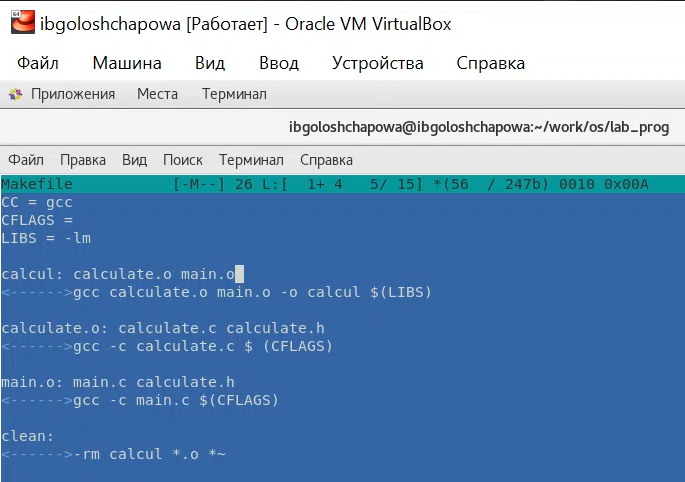 ibgoloshchapowa [Работает] - Oracle VM VirtualBox
Файл Машина Вид Ввод Устройства Справка
Приложения Места Терминал
ibgoloshchapowa@ibgoloshchapowa:~/work/os/lab_prog
Файл Правка Вид Поиск Терминал Справка
Makefile [-M--] 26 L:[ 1+ 4 5/ 15] *(56 / 247b) 0010 0x00A
CC = gcc
CFLAGS =
LIBS = -lm
calcul: calculate.o main.o
<------>gcc calculate.o main.o -o calcul $(LIBS)
calculate.o: calculate.c calculate.h
<------>gcc -c calculate.c $ (CFLAGS)
main.o: main.c calculate.h
<------>gcc -c main.c $(CFLAGS)
clean:
<------>-rm calcul *.o *~